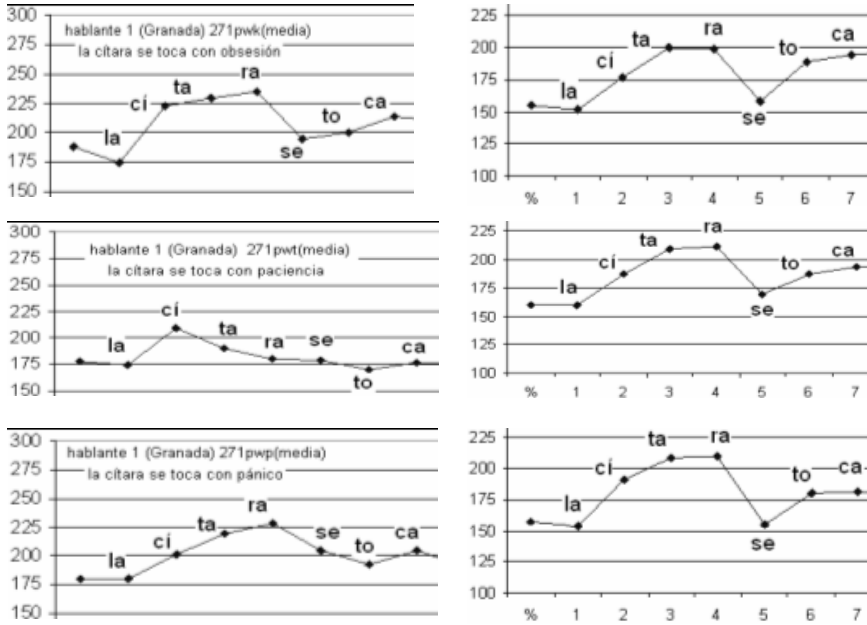 300
hablante 1 (Granada) 271pwk(media)
la cítara se toca con obsesión
275
250
225
200
175
150
la
cí
ta
ra
se
to
ca
225
200
175
150
125
100
la
cí
ta
ra
se
to
ca
% 1 2 3 4 5 6 7
300
hablante 1 (Granada) 271pwt(media)
la cítara se toca con paciencia
275
250
225
200
175
150
la
cí
ta
ra
se
to
ca
225
200
175
150
125
100
la
cí
ta
ra
se
to
ca
% 1 2 3 4 5 6 7
300
hablante 1 (Granada) 271pwp(media)
la cítara se toca con pánico
275
250
225
200
175
150
la
cí
ta
ra
se
to
ca
225
200
175
150
125
100
la
cí
ta
ra
se
to
ca
% 1 2 3 4 5 6 7